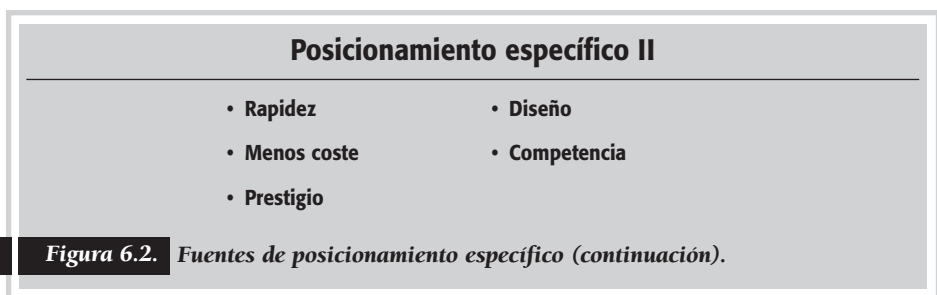 Posicionamiento específico II
• Rapidez
• Menos coste
• Prestigio
• Diseño
• Competencia
Figura 6.2. Fuentes de posicionamiento específico (continuación).